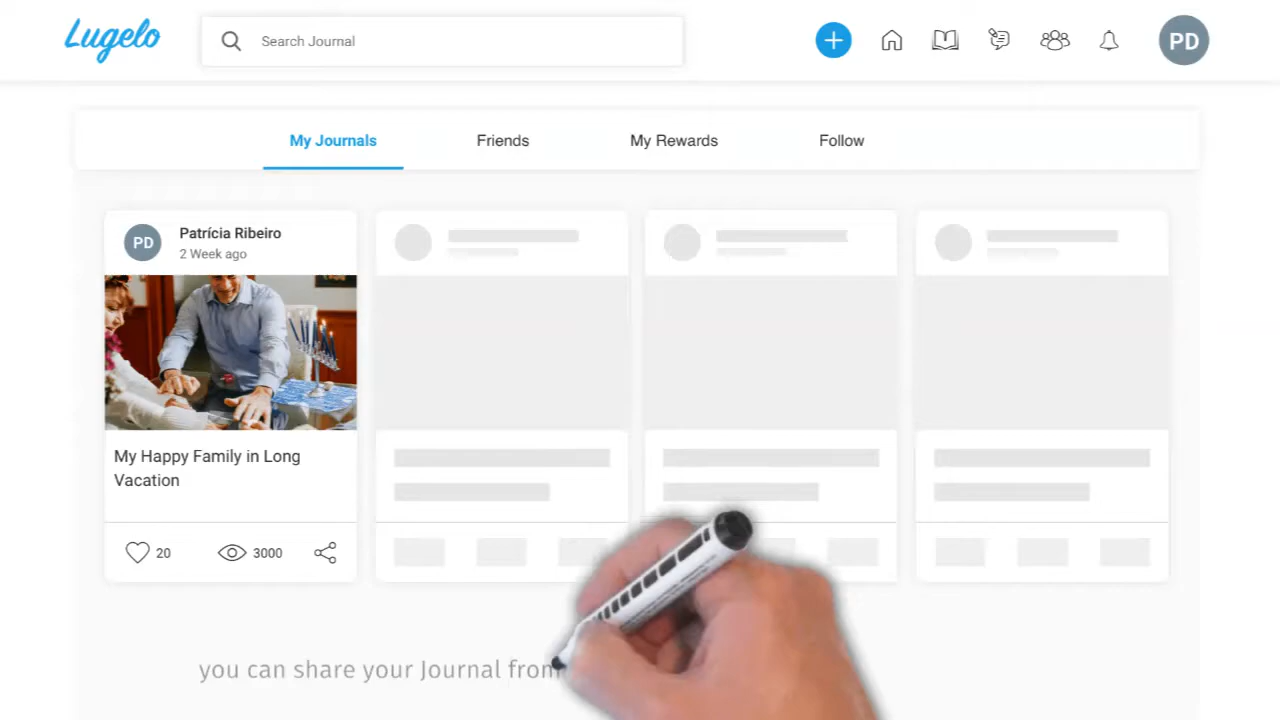 Lugelo
Search Journal
PD
My Journals
Friends
My Rewards
Follow
PD
Patrícia Ribeiro
2 Week ago
My Happy Family in Long
Vacation
20
3000
you can share your Journal from